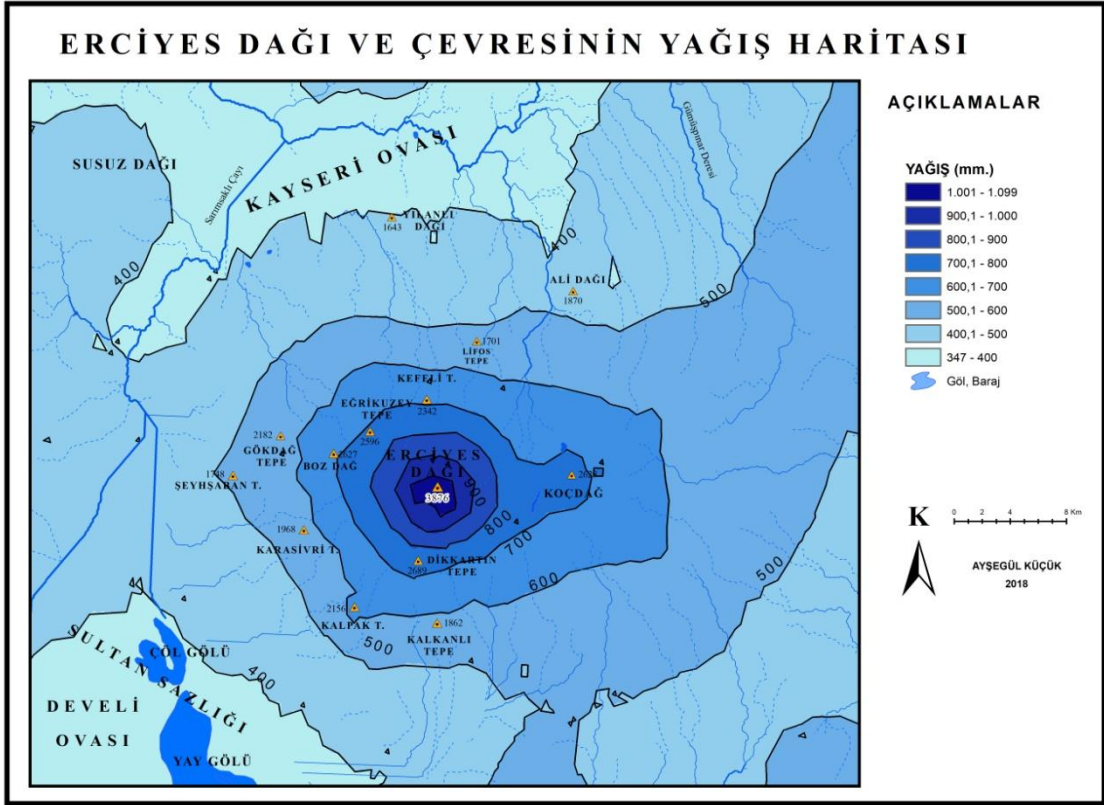 ERCİYES DAĞI VE ÇEVRESİNİN YAĞIŞ HARİTASI
AÇIKLAMALAR
YAĞIŞ (mm.)
1.001 - 1.099
900,1 - 1.000
800,1 - 900
700,1 - 800
600,1 - 700
500,1 - 600
400,1 - 500
347 - 400
Göl, Baraj
K
0 2 4 8 Km
AYŞEGÜL KÜÇÜK
2018
SUSUZ DAĞI
Sarımsaklı Çayı
KAYSERİ OVASI
Gümüşpınar Deresi
YILANLI
DAĞI
1643
400
400
ALİ DAĞI
1870
500
1701
LİFOS
TEPE
KEFELİ T.
2342
EĞRİKUZEY
TEPE
2596
2182
GÖKDAĞ
TEPE
BOZ DAĞ
ERCİYES
DAĞI
3876
900
800
700
600
500
KOÇDAĞ
1748
ŞEYHŞARAN T.
1968
KARASİVRİ T.
DİKKARTIN
TEPE
2689
2156
KALPAK T.
1862
KALKANLI
TEPE
500
400
SULTAN SAZLIĞI
ÇÖL GÖLÜ
DEVELİ
OVASI
YAY GÖLÜ